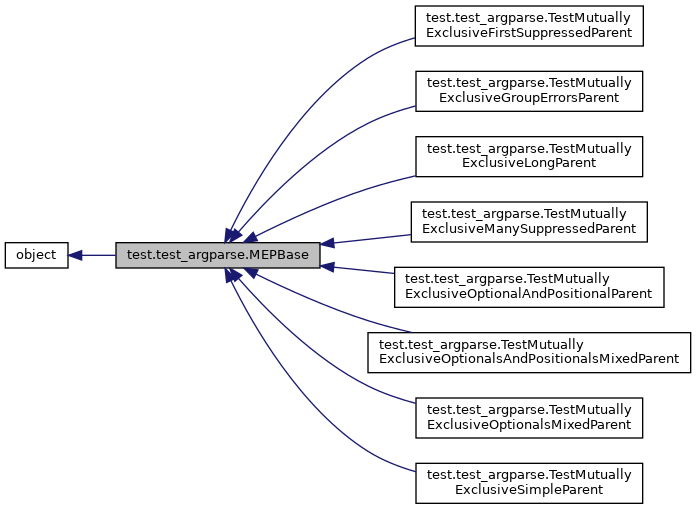 test.test_argparse.TestMutually
ExclusiveFirstSuppressedParent
test.test_argparse.TestMutually
ExclusiveGroupErrorsParent
test.test_argparse.TestMutually
ExclusiveLongParent
test.test_argparse.TestMutually
ExclusiveManySuppressedParent
object
test.test_argparse.MEPBase
test.test_argparse.TestMutually
ExclusiveOptionalAndPositionalParent
test.test_argparse.TestMutually
ExclusiveOptionalsAndPositionalsMixedParent
test.test_argparse.TestMutually
ExclusiveOptionalsMixedParent
test.test_argparse.TestMutually
ExclusiveSimpleParent